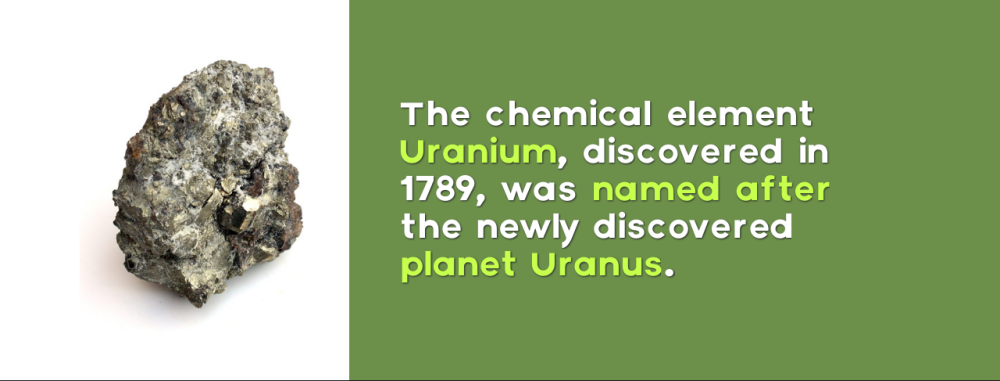 The chemical element
Uranium, discovered in
1789, was named after
the newly discovered
planet Uranus.